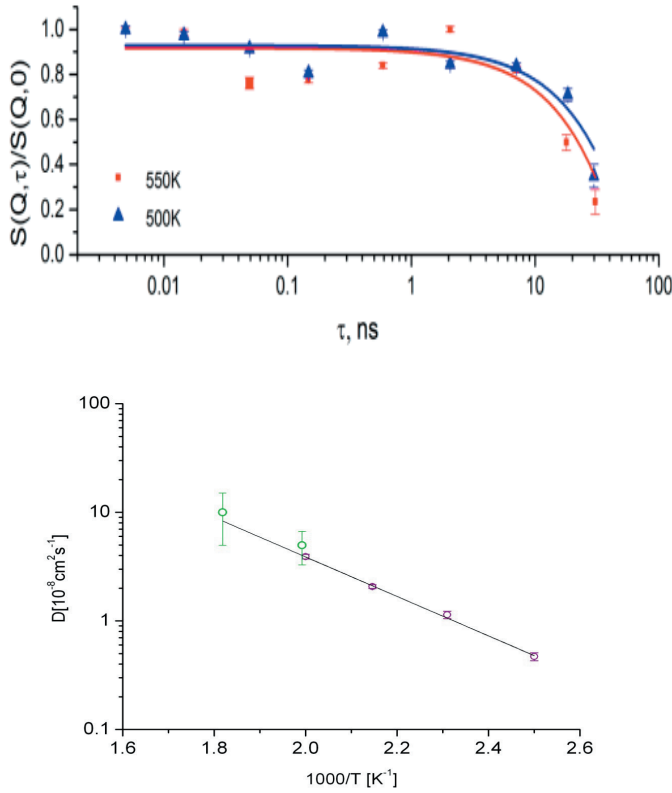 S(Q,τ)/S(Q,0)
1.0
0.8
0.6
0.4
0.2
0.0
550K
500K
0.01 0.1 1 10 100
τ, ns
D[10⁻⁸ cm²s⁻¹]
100
10
1
0.1
1.6 1.8 2.0 2.2 2.4 2.6
1000/T [K⁻¹]